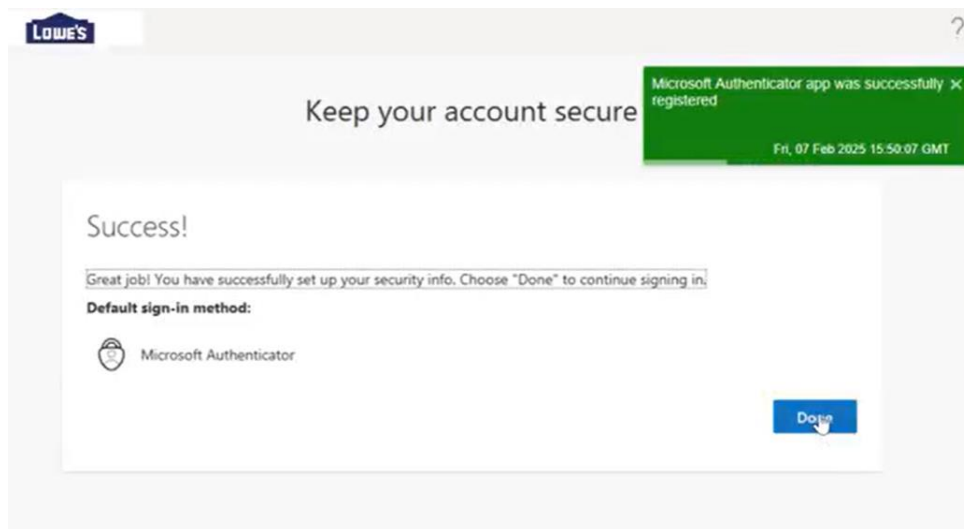 LOWE'S
?
Keep your account secure
Microsoft Authenticator app was successfully
registered
Fri, 07 Feb 2025 15:50:07 GMT
Success!
Great job! You have successfully set up your security info. Choose "Done" to continue signing in.
Default sign-in method:
Microsoft Authenticator
Done